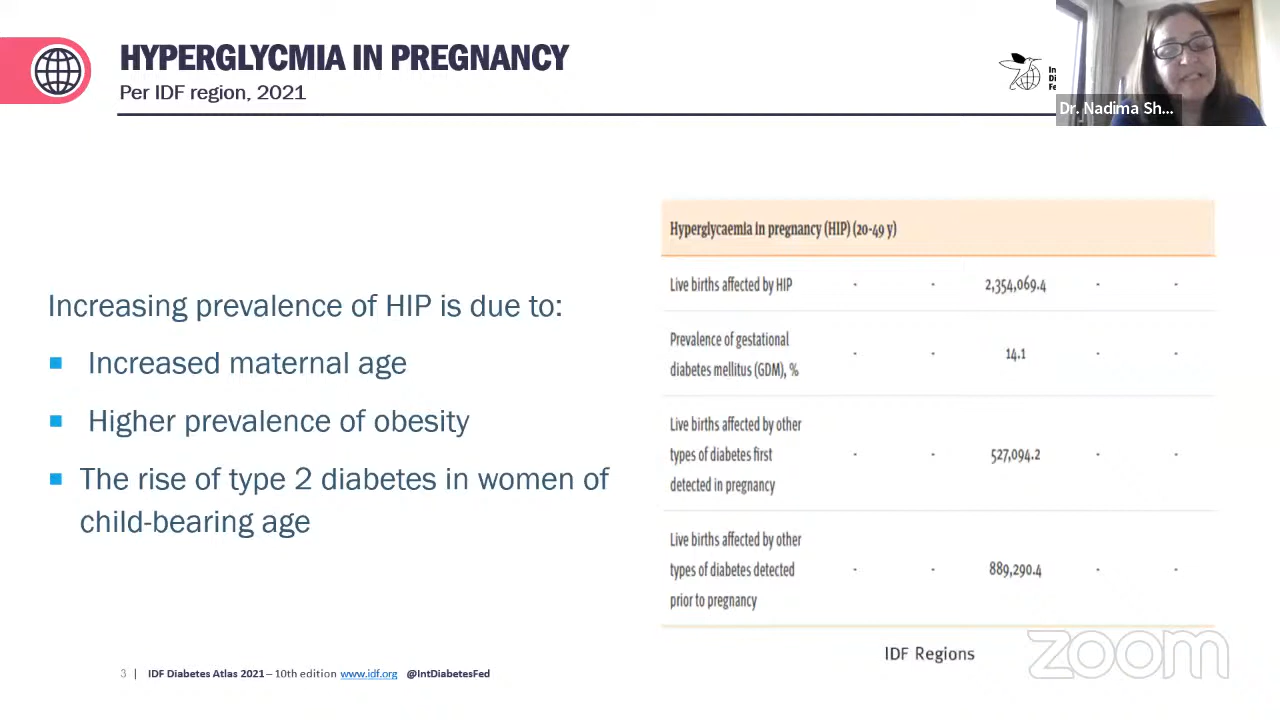 HYPERGLYCMIA IN PREGNANCY
Per IDF region, 2021
Dr. Nadima Sh...
Increasing prevalence of HIP is due to:
Increased maternal age
Higher prevalence of obesity
The rise of type 2 diabetes in women of
child-bearing age
Hyperglycaemia in pregnancy (HIP) (20-49 y)
Live births affected by HIP - - 2,354,069.4 - -
Prevalence of gestational
diabetes mellitus (GDM), % - - 14.1 - -
Live births affected by other
types of diabetes first - - 527,094.2 - -
detected in pregnancy
Live births affected by other
types of diabetes detected - - 889,290.4 - -
prior to pregnancy
IDF Regions
zoom
3 | IDF Diabetes Atlas 2021 – 10th edition www.idf.org @IntDiabetesFed